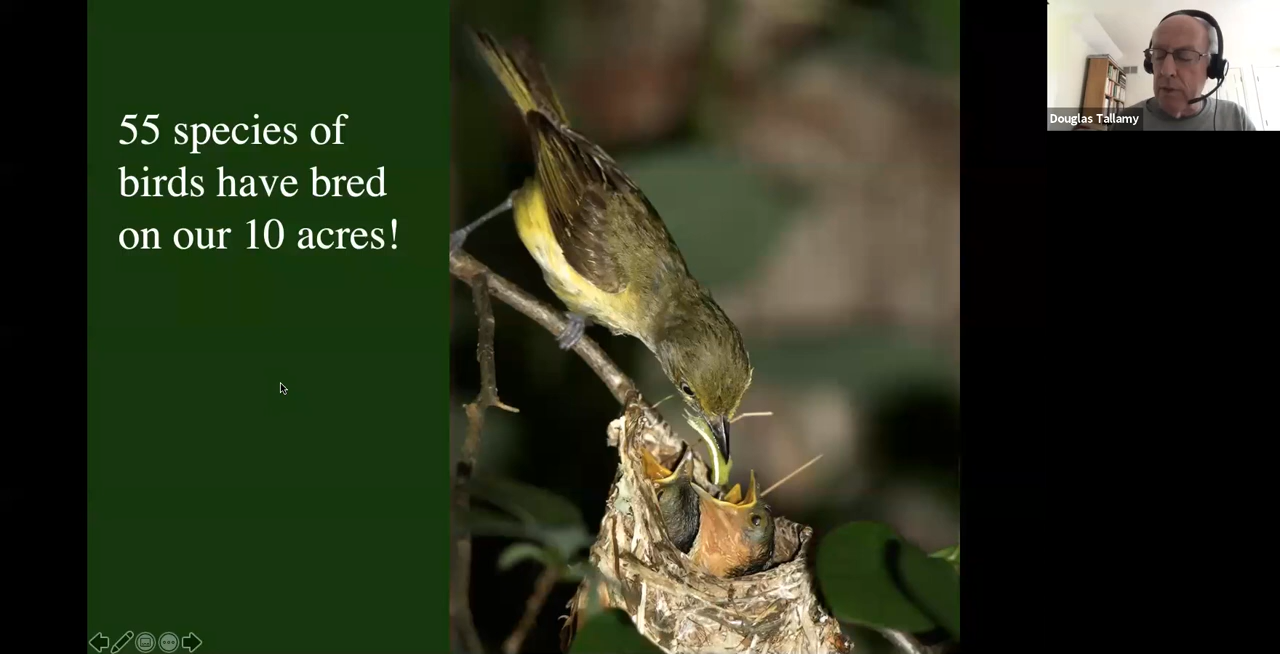 55 species of
birds have bred
on our 10 acres!
Douglas Tallamy